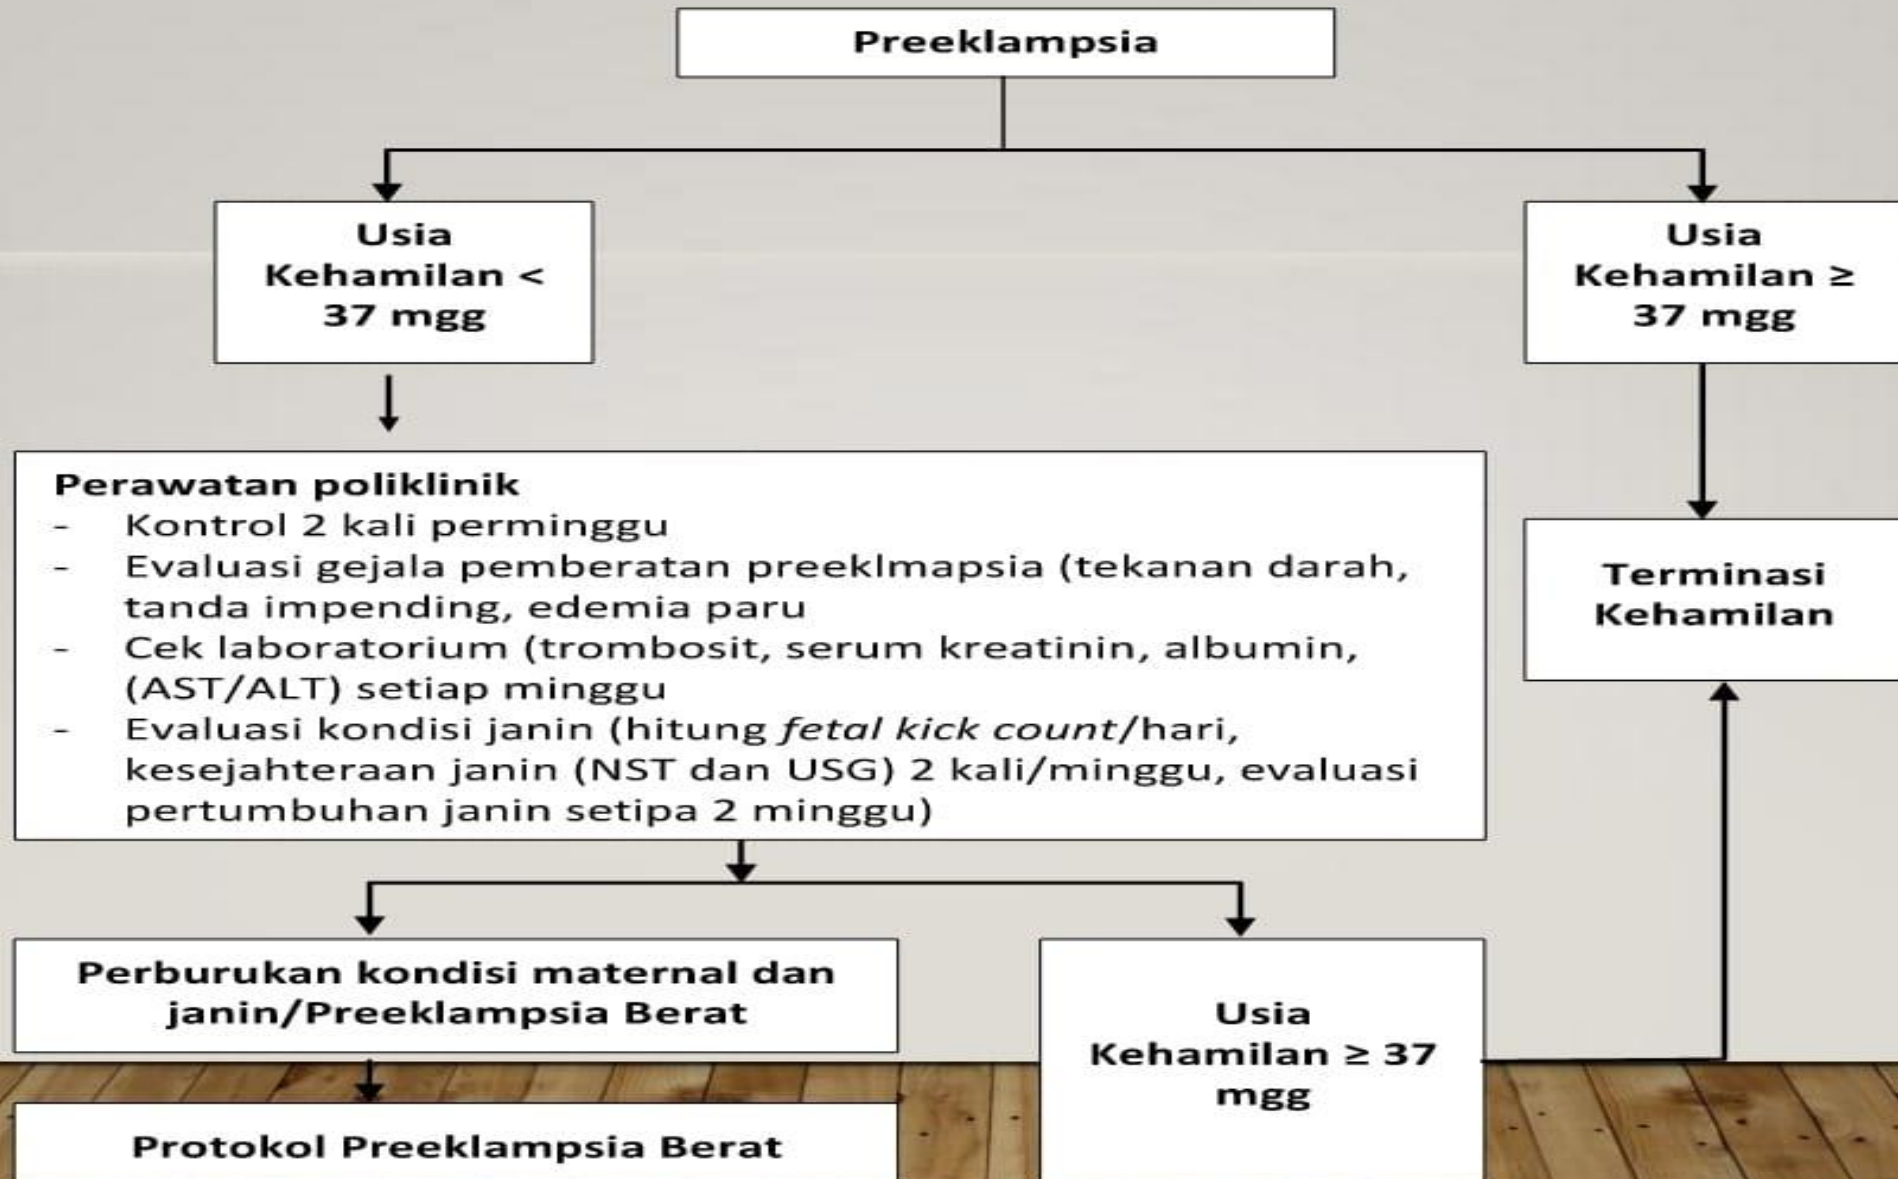 Preeklampsia
Usia
Kehamilan <
37 mgg
Usia
Kehamilan ≥
37 mgg
Perawatan poliklinik
- Kontrol 2 kali perminggu
- Evaluasi gejala pemberatan preeklmapsia (tekanan darah,
tanda impending, edemia paru
- Cek laboratorium (trombosit, serum kreatinin, albumin,
(AST/ALT) setiap minggu
- Evaluasi kondisi janin (hitung fetal kick count/hari,
kesejahteraan janin (NST dan USG) 2 kali/minggu, evaluasi
pertumbuhan janin setipa 2 minggu)
Terminasi
Kehamilan
Perburukan kondisi maternal dan
janin/Preeklampsia Berat
Usia
Kehamilan ≥ 37
mgg
Protokol Preeklampsia Berat